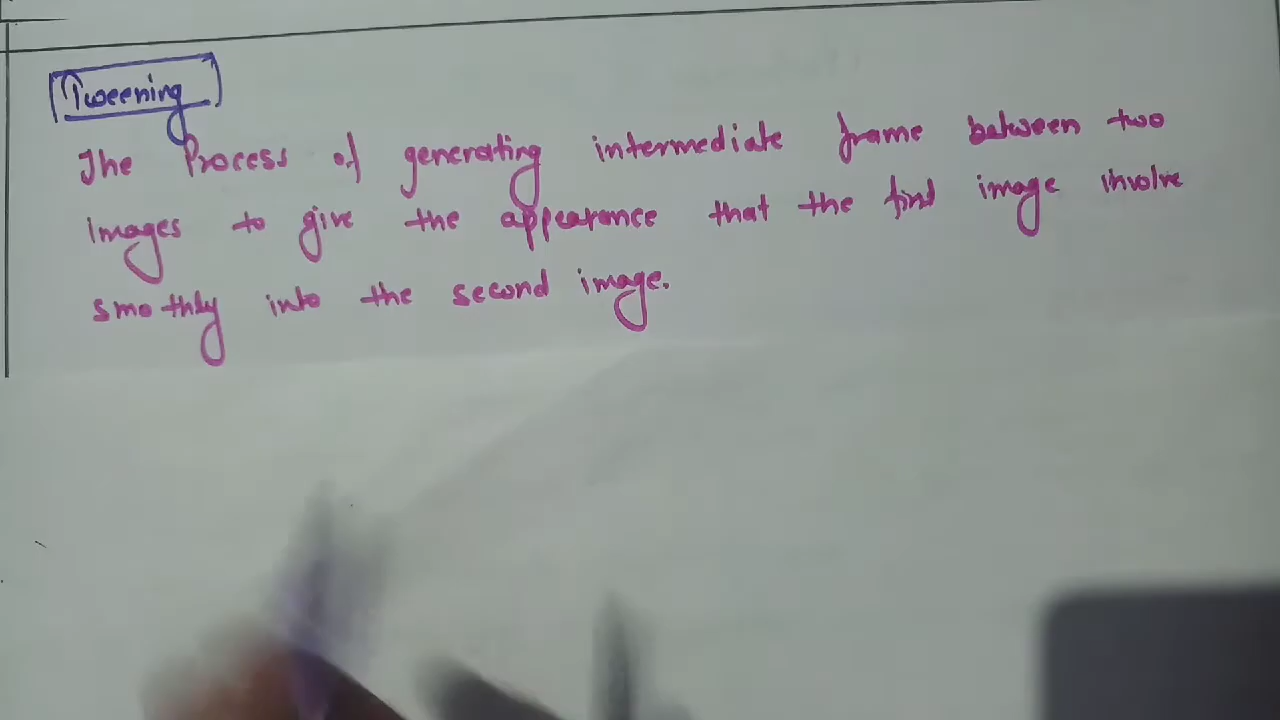 Tweening
The Process of generating intermediate frame between two
images to give the appearance that the first image involve
smothly into the second image.